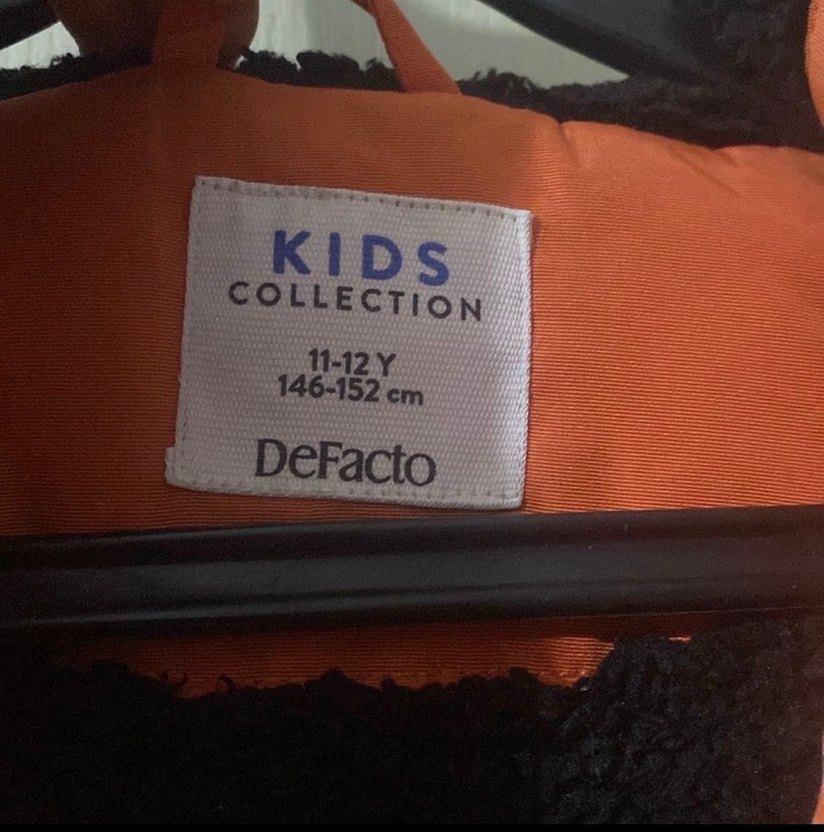 KIDS
COLLECTION
11-12 Y
146-152 cm
DeFacto